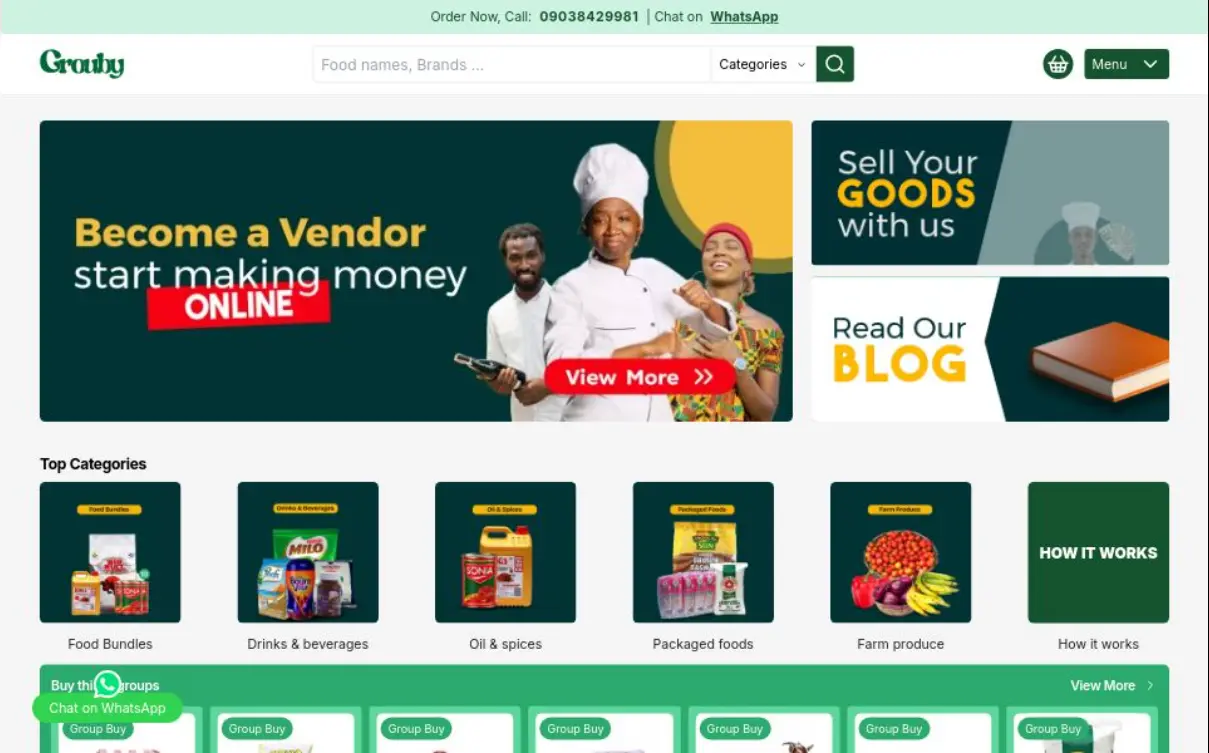 Order Now, Call: 09038429981 | Chat on WhatsApp
Grouby
Food names, Brands ...
Categories
Menu
Become a Vendor
start making money
ONLINE
View More
Sell Your
GOODS
with us
Read Our
BLOG
Top Categories
Food Bundles
Drinks & Beverages
MILO
Oil & Spices
SONIA
Packaged Foods
Farm Produce
HOW IT WORKS
Food Bundles
Drinks & beverages
Oil & spices
Packaged foods
Farm produce
How it works
Buy groups
View More
Chat on WhatsApp
Group Buy
Group Buy
Group Buy
Group Buy
Group Buy
Group Buy
Group Buy